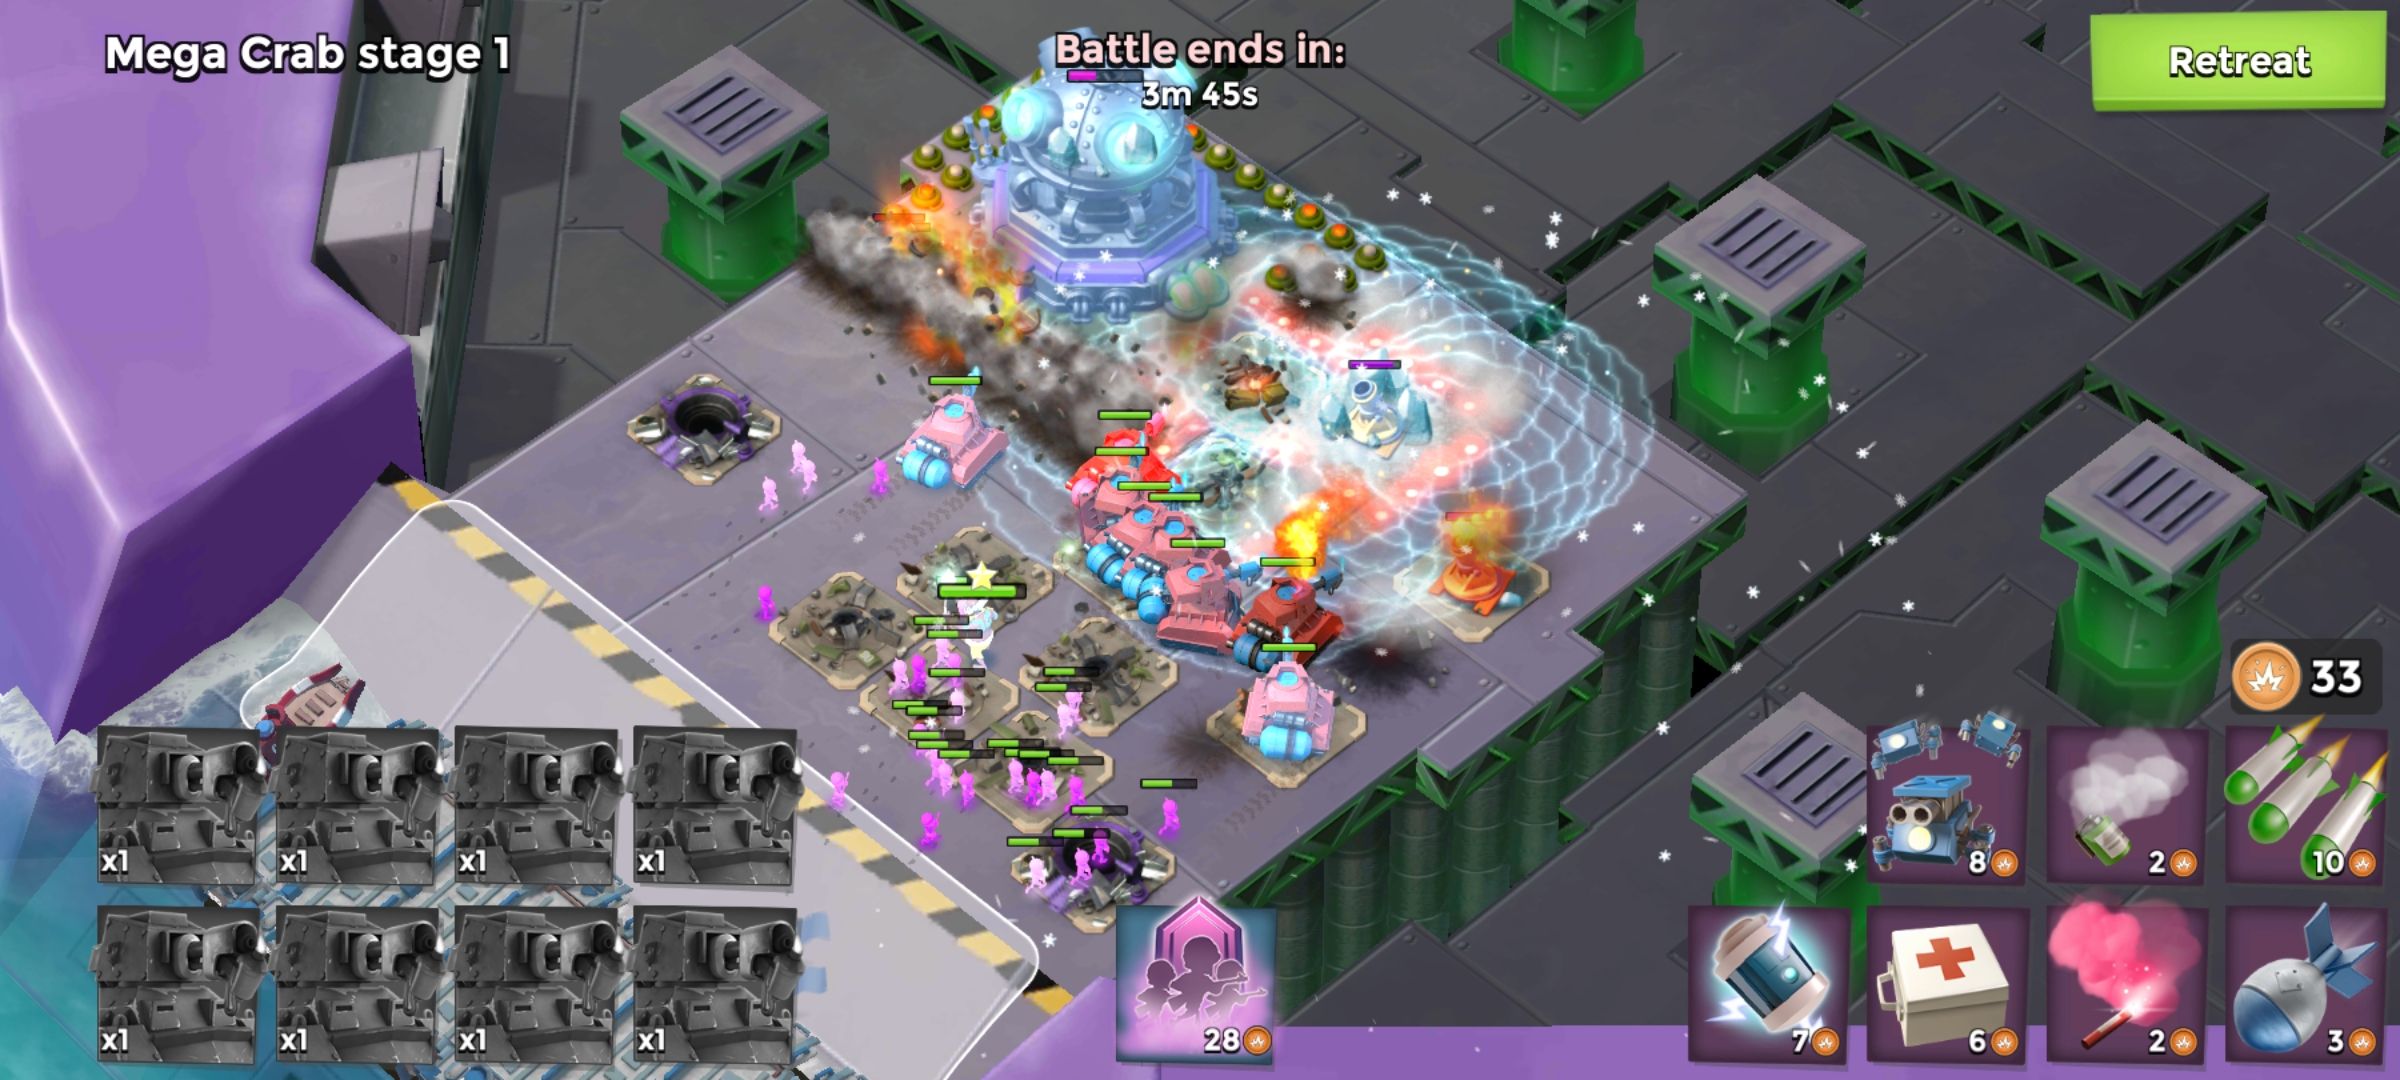 Mega Crab stage 1
Battle ends in:
3m 45s
Retreat
33
8
2
10
x1
x1
x1
x1
7
6
2
3
x1
x1
x1
x1
28